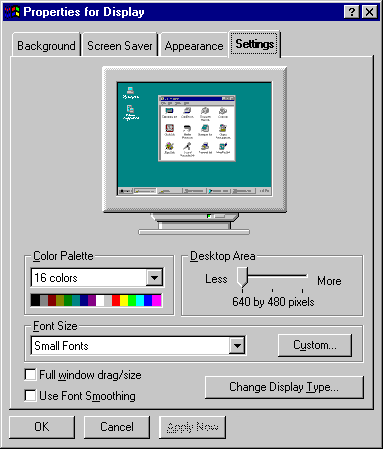 Properties for Display
Background
Screen Saver
Appearance
Settings
Color Palette
16 colors
Desktop Area
Less
More
640 by 480 pixels
Font Size
Small Fonts
Custom...
Full window drag/size
Use Font Smoothing
Change Display Type...
OK
Cancel
Apply Now